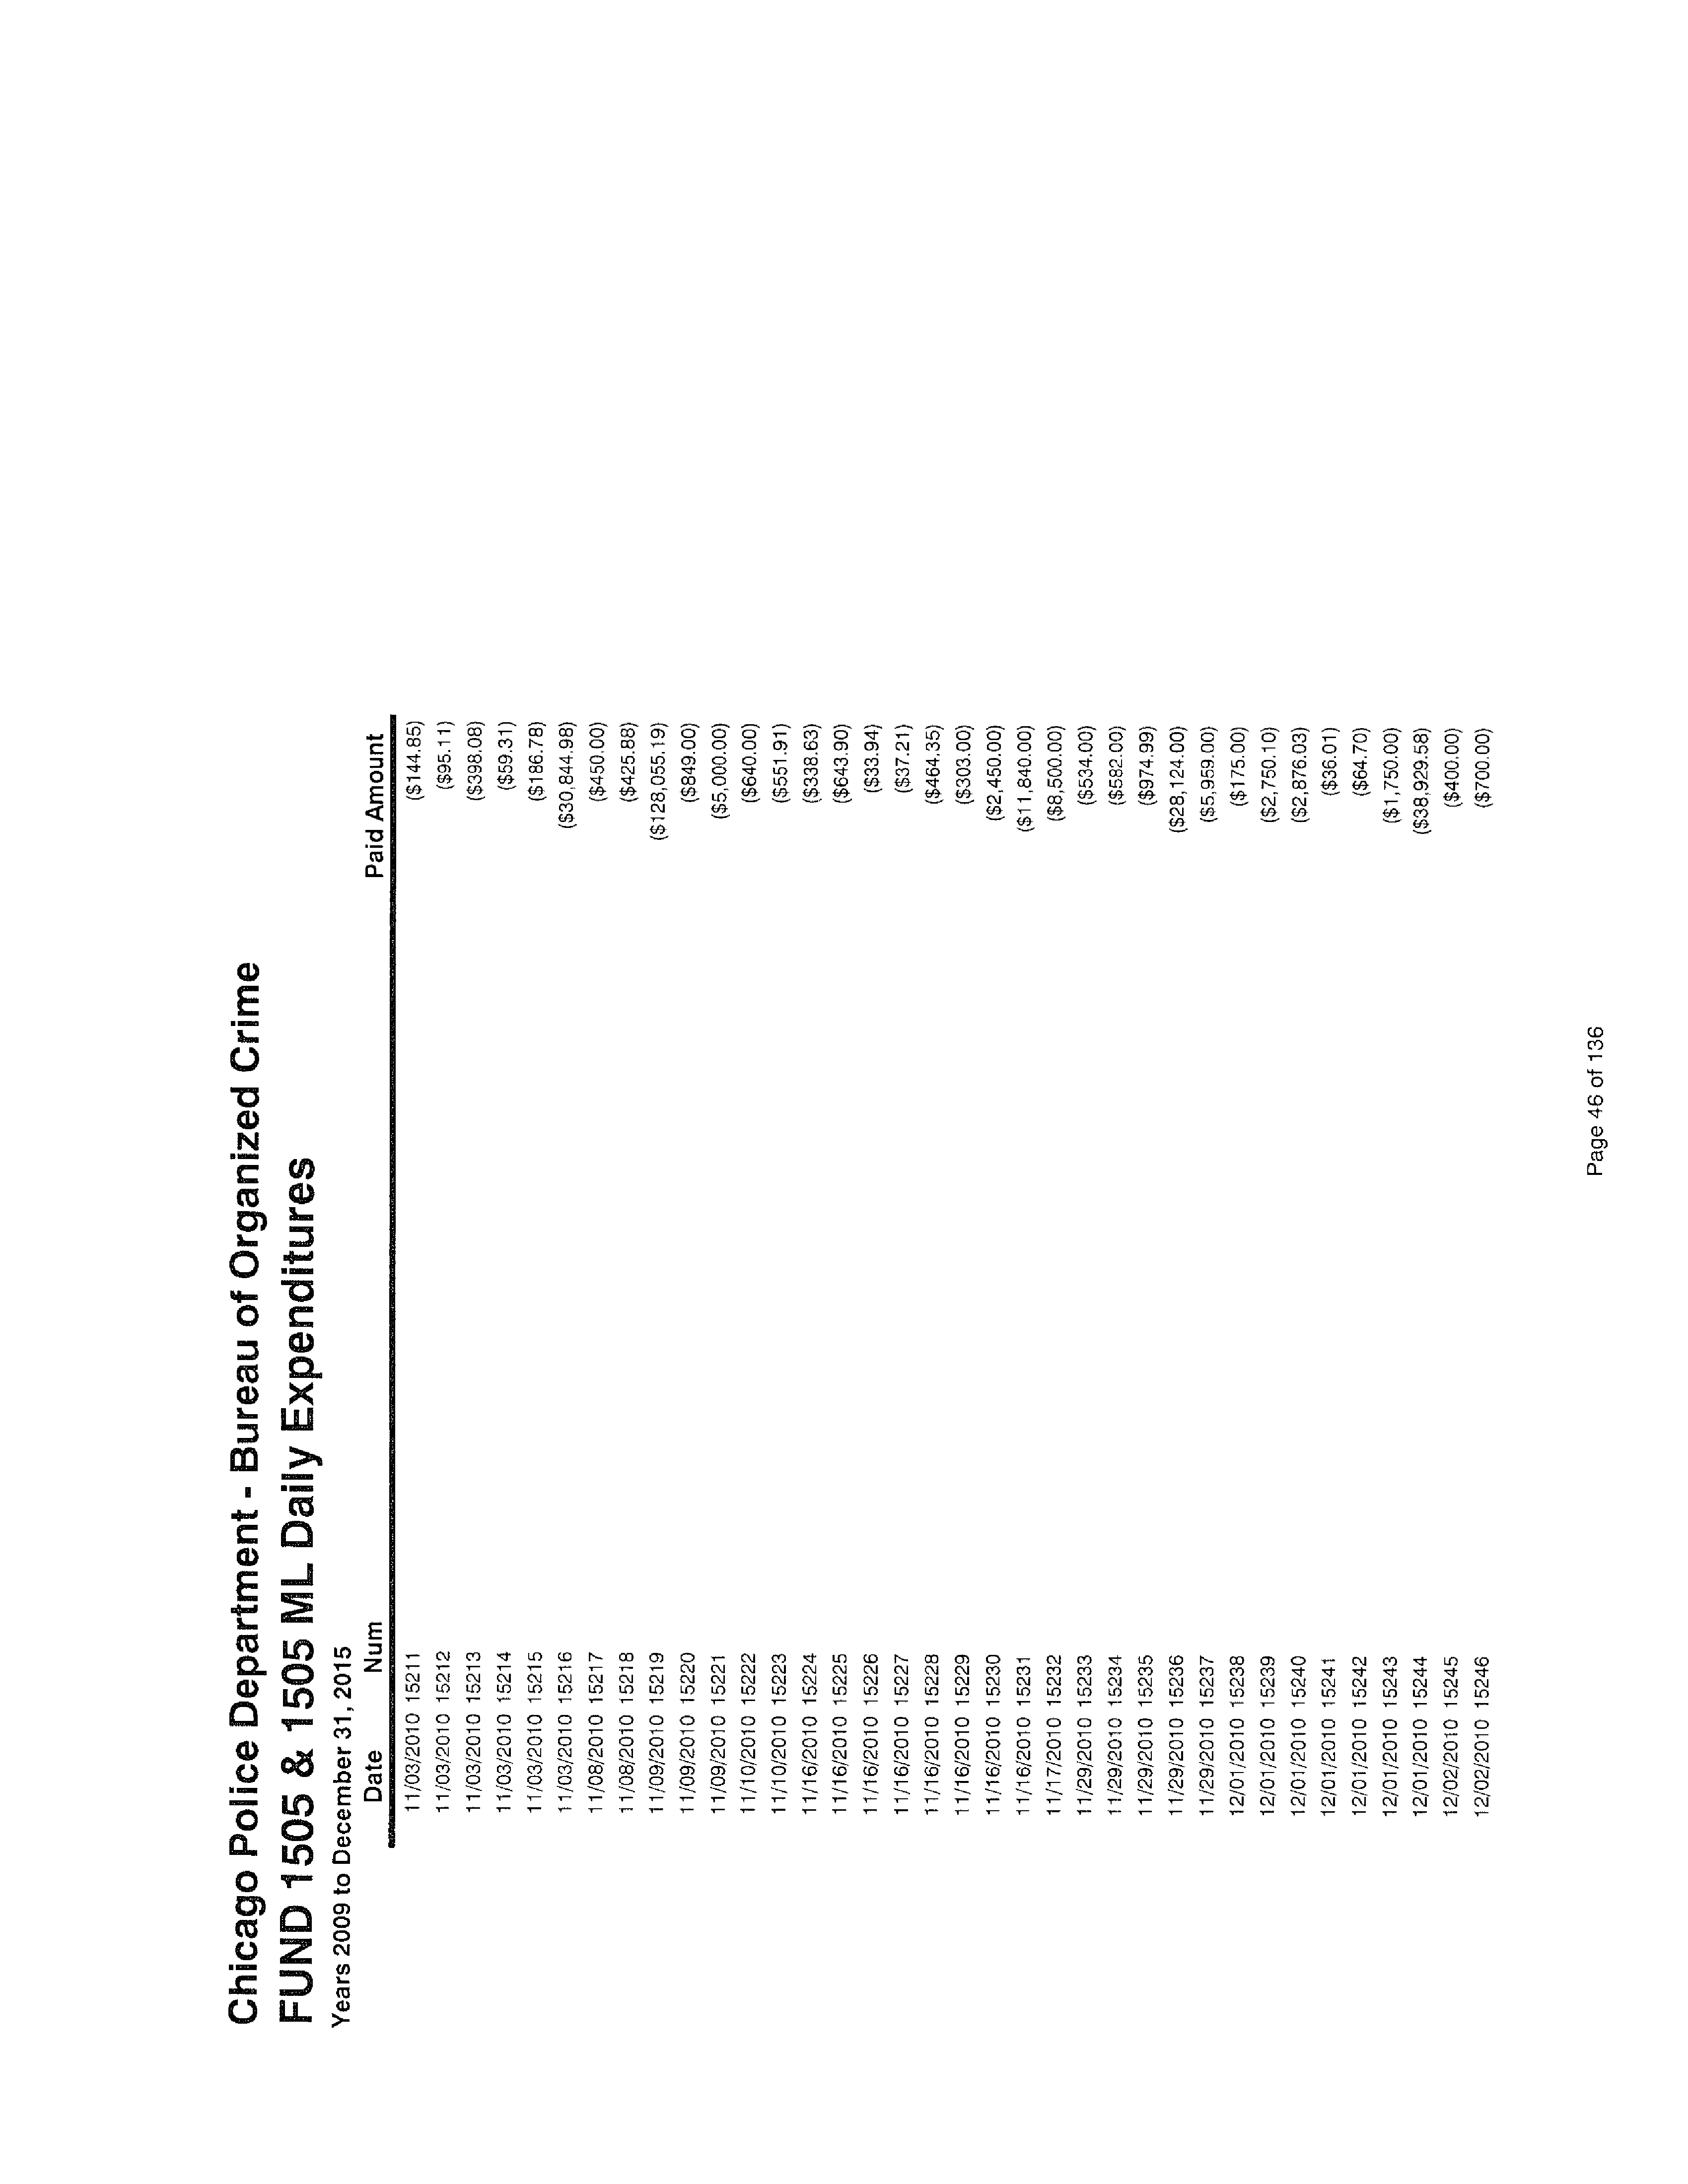 Chicago Police Department - Bureau of Organized Crime
FUND 1505 & 1505 ML Daily Expenditures
Years 2009 to December 31, 2015
Date Num Paid Amount
11/03/2010 15211 ($144.85)
11/03/2010 15212 ($95.11)
11/03/2010 15213 ($398.08)
11/03/2010 15214 ($59.31)
11/03/2010 15215 ($186.78)
11/03/2010 15216 ($30,844.98)
11/08/2010 15217 ($450.00)
11/08/2010 15218 ($425.88)
11/09/2010 15219 ($128,055.19)
11/09/2010 15220 ($849.00)
11/09/2010 15221 ($5,000.00)
11/10/2010 15222 ($640.00)
11/10/2010 15223 ($551.91)
11/16/2010 15224 ($338.63)
11/16/2010 15225 ($643.90)
11/16/2010 15226 ($33.94)
11/16/2010 15227 ($37.21)
11/16/2010 15228 ($464.35)
11/16/2010 15229 ($303.00)
11/16/2010 15230 ($2,450.00)
11/16/2010 15231 ($11,840.00)
11/17/2010 15232 ($8,500.00)
11/29/2010 15233 ($534.00)
11/29/2010 15234 ($582.00)
11/29/2010 15235 ($974.99)
11/29/2010 15236 ($28,124.00)
11/29/2010 15237 ($5,959.00)
12/01/2010 15238 ($175.00)
12/01/2010 15239 ($2,750.10)
12/01/2010 15240 ($2,876.03)
12/01/2010 15241 ($36.01)
12/01/2010 15242 ($64.70)
12/01/2010 15243 ($1,750.00)
12/01/2010 15244 ($38,929.58)
12/02/2010 15245 ($400.00)
12/02/2010 15246 ($700.00)
Page 46 of 136